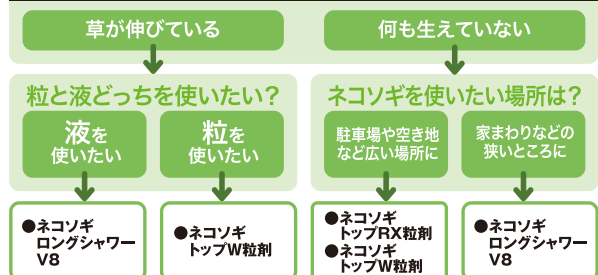 草が伸びている
何も生えていない
粒と液どっちを使いたい？
液を
使いたい
粒を
使いたい
ネコソギを使いたい場所は？
駐車場や空き地
など広い場所に
家まわりなどの
狭いところに
●ネコソギ
ロングシャワー
V8
●ネコソギ
トップW粒剤
●ネコソギ
トップRX粒剤
●ネコソギ
トップW粒剤
●ネコソギ
ロングシャワー
V8